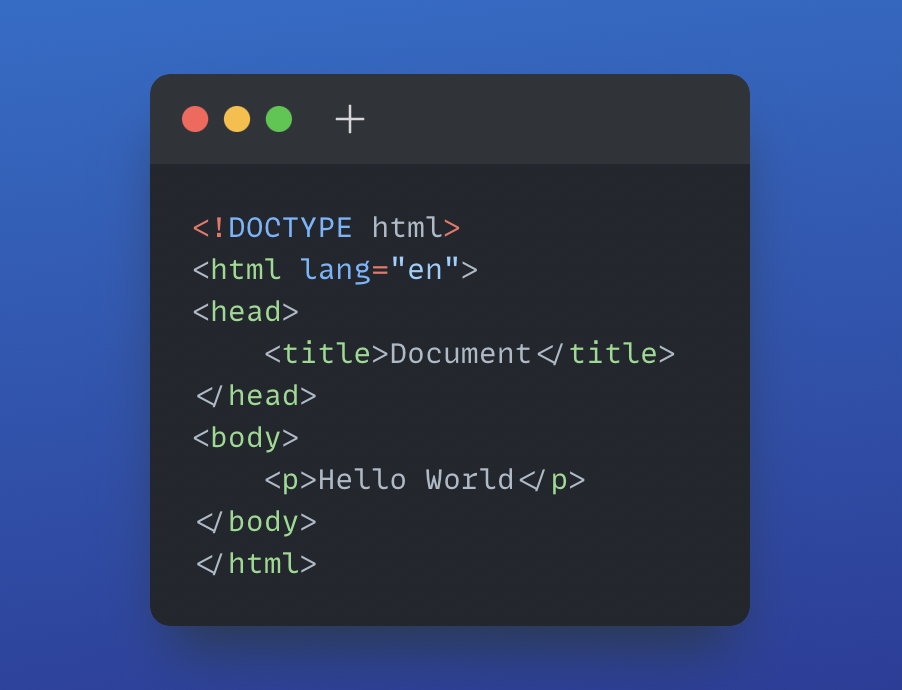 <!DOCTYPE html>
<html lang="en">
<head>
    <title>Document</title>
</head>
<body>
    <p>Hello World</p>
</body>
</html>